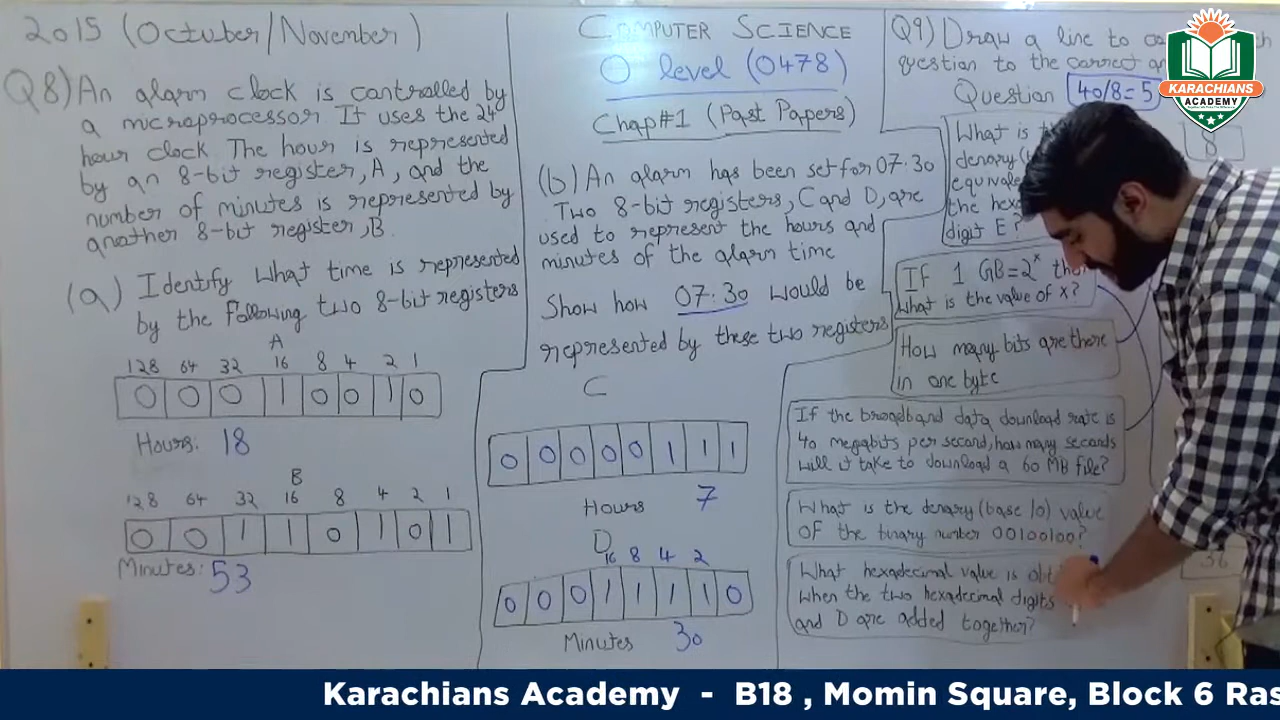 2015 (October/November)
Q8) An alarm clock is controlled by
a microprocessor It uses the 24
hour clock The hour is represented
by an 8-bit register, A, and the
number of minutes is represented by
another 8-bit register, B.
(a) Identify what time is represented
by the following two 8-bit registers
A
128 64 32 16 8 4 2 1
0 0 0 1 0 0 1 0
Hours: 18
B
128 64 32 16 8 4 2 1
0 0 1 1 0 1 0 1
Minutes: 53
COMPUTER SCIENCE
O level (0478)
Chap#1 (Past Papers)
(b) An alarm has been set for 07:30
Two 8-bit registers, C and D, are
used to represent the hours and
minutes of the alarm time
Show how 07:30 would be
represented by these two registers
C
0 0 0 0 0 1 1 1
Hours 7
D
16 8 4 2
0 0 0 1 1 1 1 0
Minutes 30
Q9) Draw a line to
question to the correct
Question 40/8=5
What is
denary
equivale
the hex
digit E?
8
If 1 GB=2^x
what is the value of x?
How many bits are there
in one byte
If the broadband data download rate is
40 megabits per second, how many seconds
will it take to download a 60 MB file?
What is the denary (base 10) value
of the binary number 00100100?
36
What hexadecimal value is
when the two hexadecimal digits
and D are added together?
KARACHIANS
ACADEMY
Karachians Academy - B18 , Momin Square, Block 6 Ras